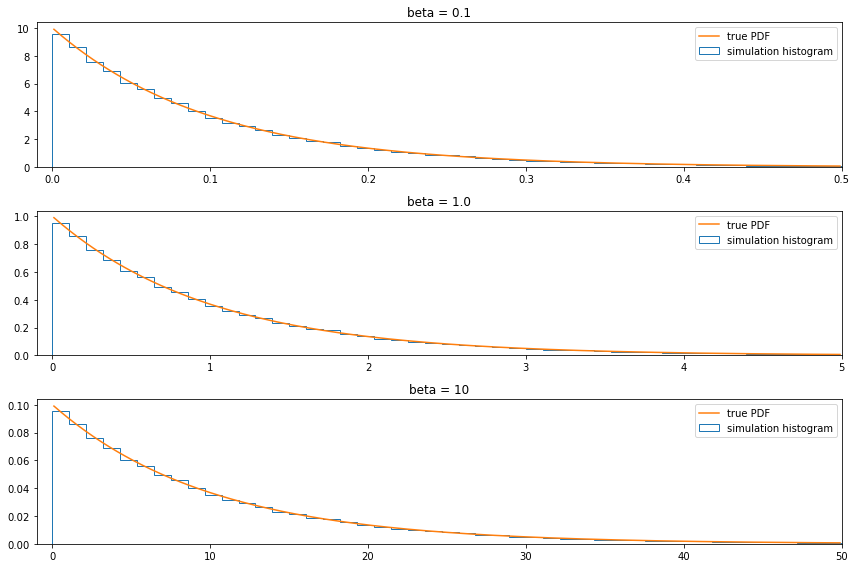 beta = 0.1
10
8
6
4
2
0
true PDF
simulation histogram
0.0 0.1 0.2 0.3 0.4 0.5
beta = 1.0
1.0
0.8
0.6
0.4
0.2
0.0
true PDF
simulation histogram
0 1 2 3 4 5
beta = 10
0.10
0.08
0.06
0.04
0.02
0.00
true PDF
simulation histogram
0 10 20 30 40 50